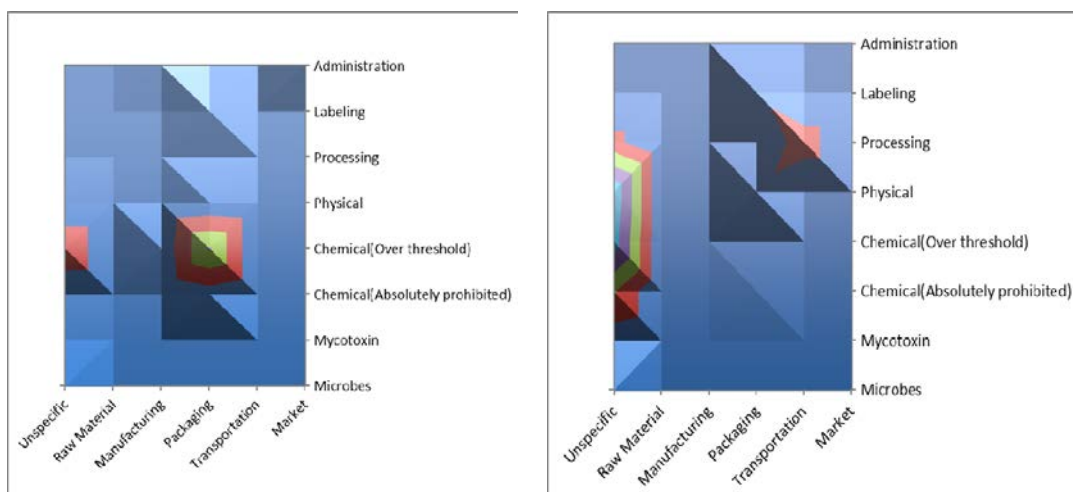 Administration
Labeling
Processing
Physical
Chemical(Over threshold)
Chemical(Absolutely prohibited)
Mycotoxin
Microbes
Unspecific
Raw Material
Manufacturing
Packaging
Transportation
Market
Administration
Labeling
Processing
Physical
Chemical(Over threshold)
Chemical(Absolutely prohibited)
Mycotoxin
Microbes
Unspecific
Raw Material
Manufacturing
Packaging
Transportation
Market